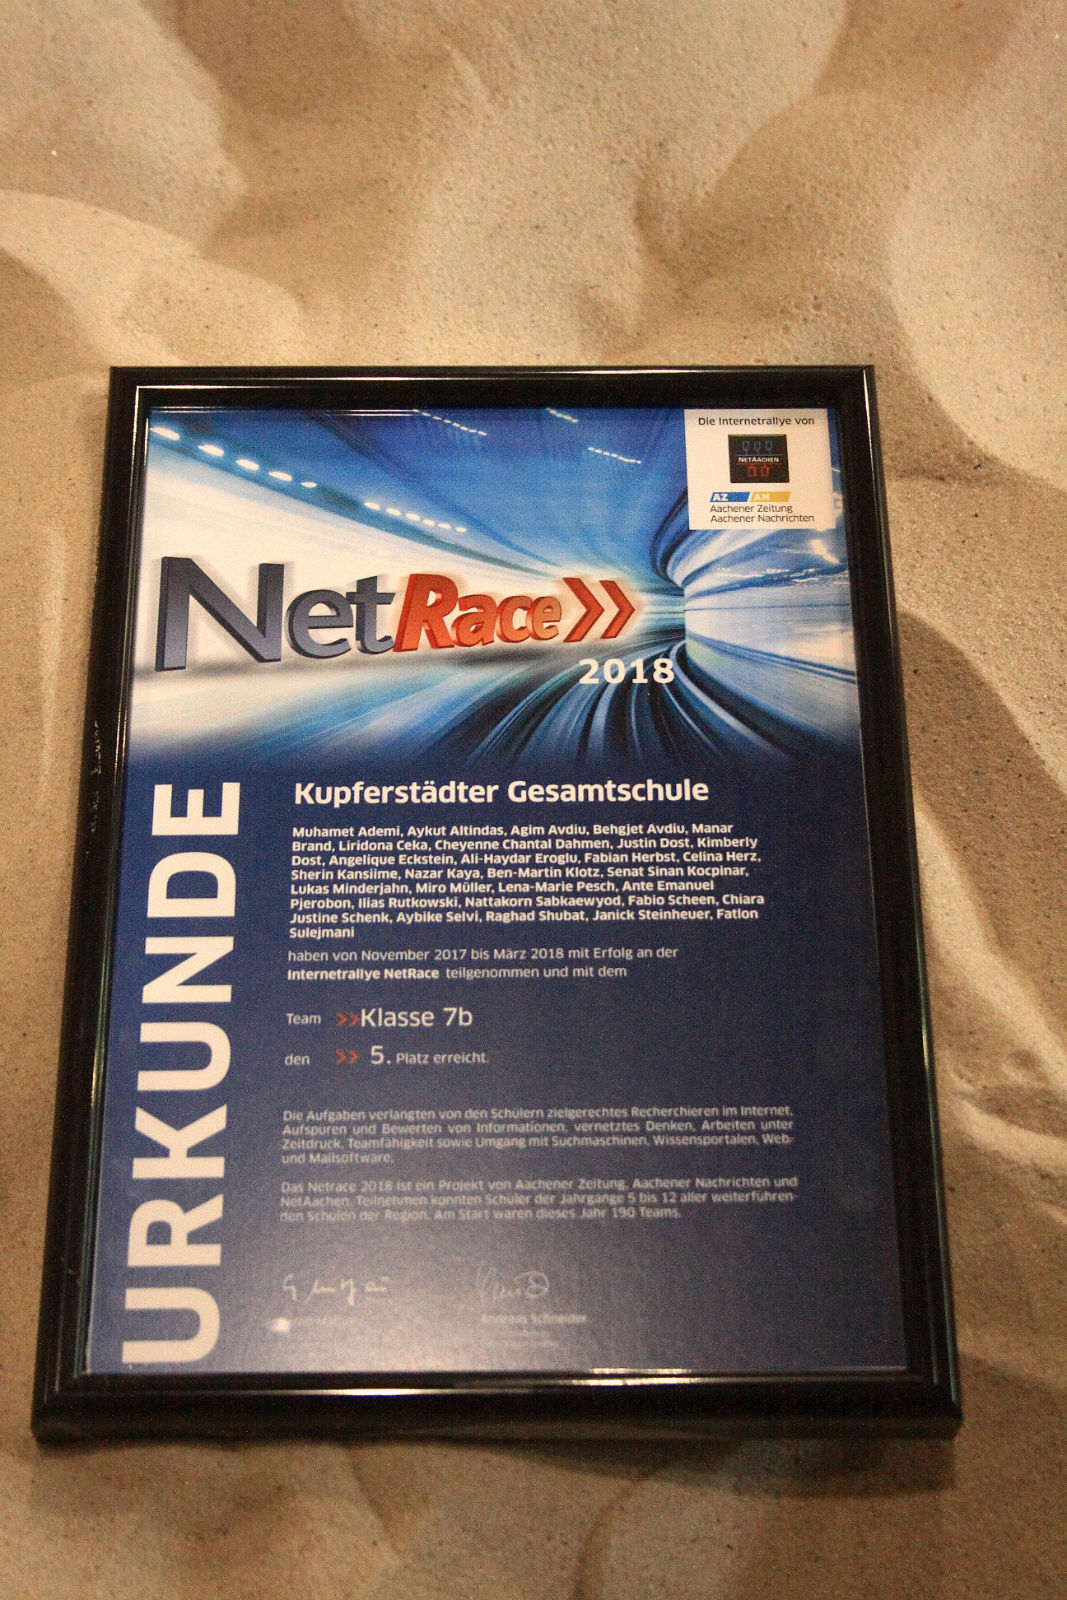 Die Internetrallye von
NETAACHEN
AZ AN
Aachener Zeitung
Aachener Nachrichten
NetRace
2018
URKUNDE
Kupferstädter Gesamtschule
Muhamet Ademi, Aykut Altindas, Agim Avdiu, Behgjet Avdiu, Manar
Brand, Liridona Ceka, Cheyenne Chantal Dahmen, Justin Dost, Kimberly
Dost, Angelique Eckstein, Ali-Haydar Eroglu, Fabian Herbst, Celina Herz,
Sherin Kansiime, Nazar Kaya, Ben-Martin Klotz, Senat Sinan Kocpinar,
Lukas Minderjahn, Miro Müller, Lena-Marie Pesch, Ante Emanuel
Pjerobon, Ilias Rutkowski, Nattakorn Sabkaewyod, Fabio Scheen, Chiara
Justine Schenk, Aybike Selvi, Raghad Shubat, Janick Steinheuer, Fatlon
Sulejmani
haben von November 2017 bis März 2018 mit Erfolg an der
Internetrallye NetRace teilgenommen und mit dem
Team >> Klasse 7b
den >> 5. Platz erreicht.
Die Aufgaben verlangten von den Schülern zielgerechtes Recherchieren im Internet,
Aufspüren und Bewerten von Informationen, vernetztes Denken, Arbeiten unter
Zeitdruck, Teamfähigkeit sowie Umgang mit Suchmaschinen, Wissensportalen, Web-
und Mailsoftware.
Das Netrace 2018 ist ein Projekt von Aachener Zeitung, Aachener Nachrichten und
NetAachen. Teilnehmen konnten Schüler der Jahrgänge 5 bis 12 aller weiterführen-
den Schulen der Region. Am Start waren dieses Jahr 190 Teams.
Andreas Schneider